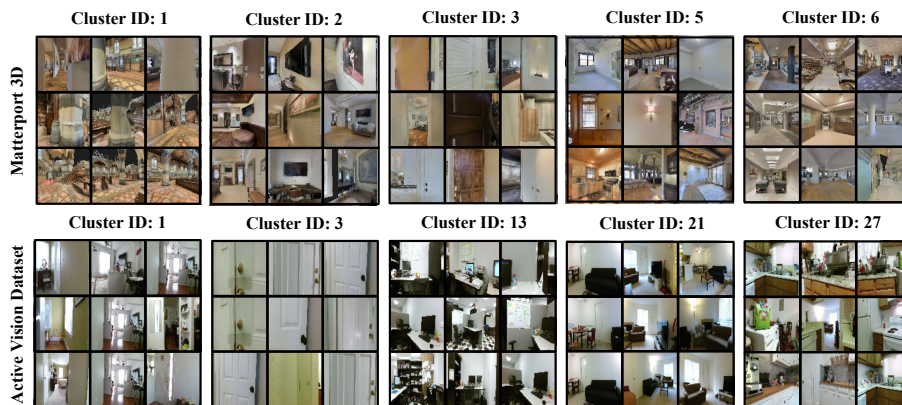 Cluster ID: 1
Cluster ID: 2
Cluster ID: 3
Cluster ID: 5
Cluster ID: 6
Matterport 3D
Cluster ID: 1
Cluster ID: 3
Cluster ID: 13
Cluster ID: 21
Cluster ID: 27
Active Vision Dataset